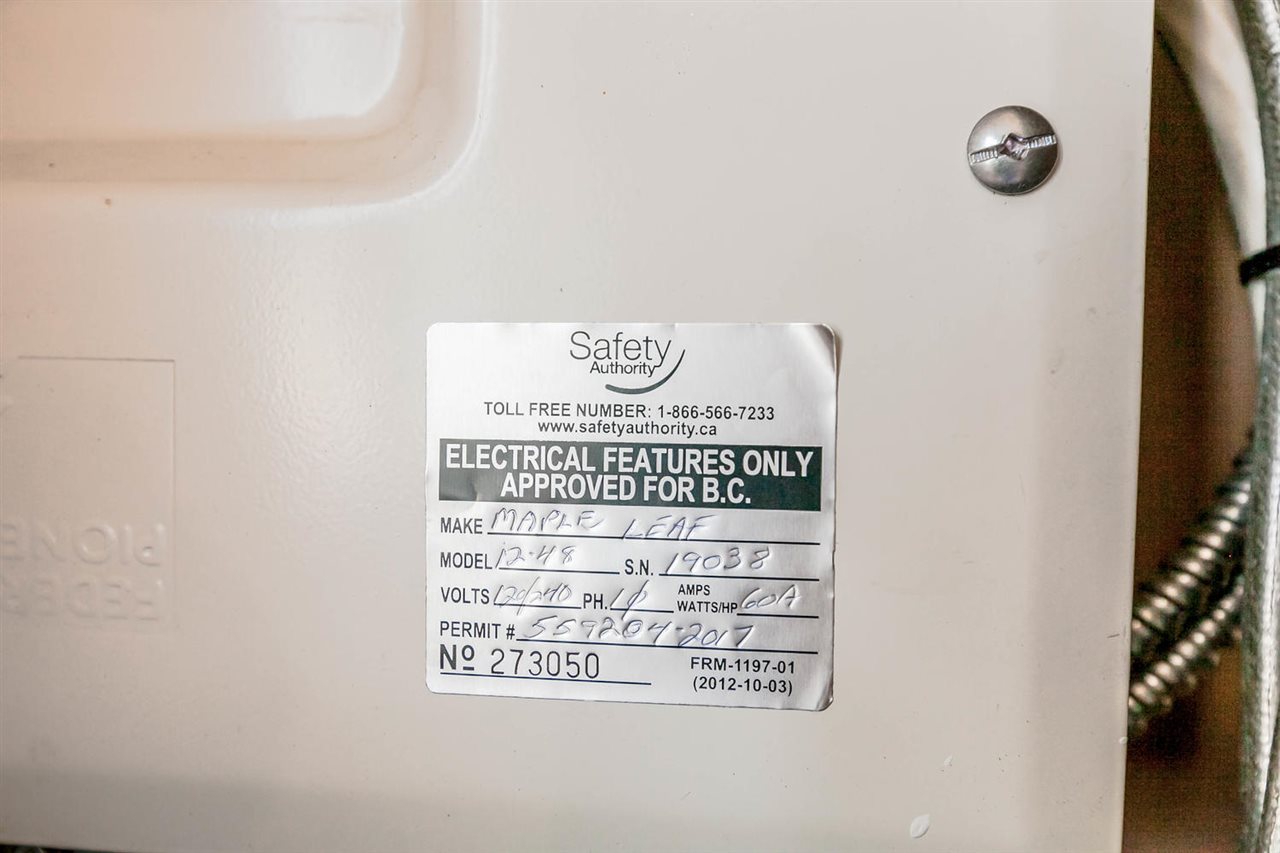 Safety
Authority
TOLL FREE NUMBER: 1-866-566-7233
www.safetyauthority.ca
ELECTRICAL FEATURES ONLY
APPROVED FOR B.C.
MAKE MAPLE LEAF
MODEL 12-48 S.N. 19038
VOLTS 120/240 PH. 1Ø AMPS WATTS/HP 60A
PERMIT # 559204-2017
Nº 273050 FRM-1197-01
(2012-10-03)